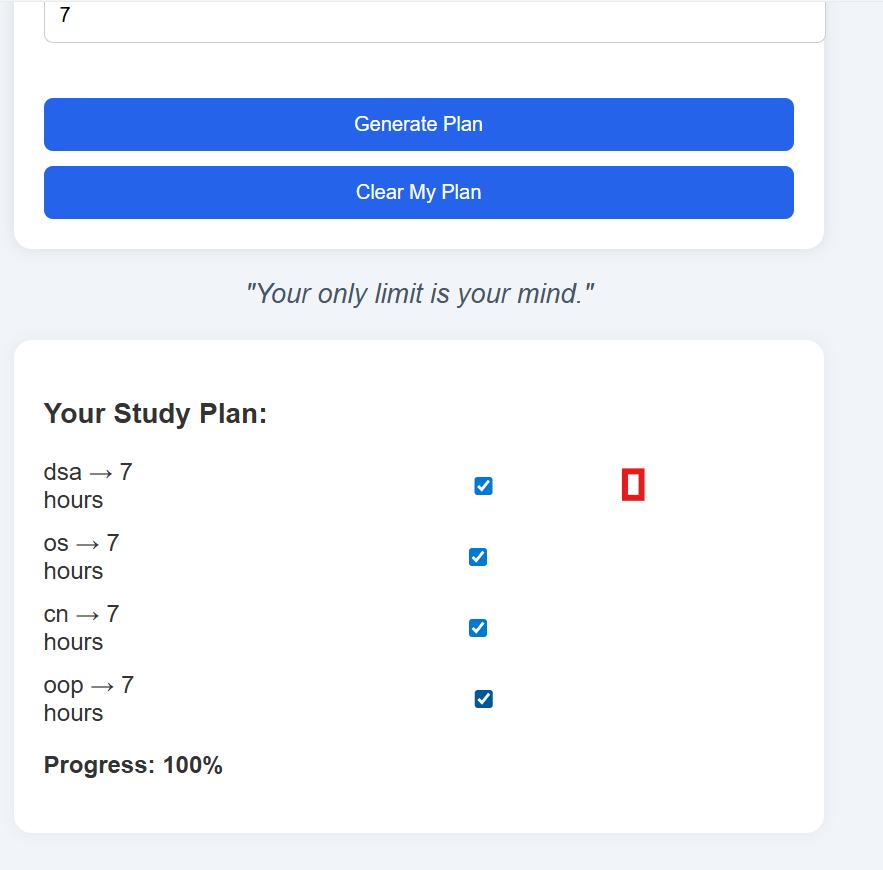 7
Generate Plan
Clear My Plan
"Your only limit is your mind."
Your Study Plan:
dsa → 7
hours
os → 7
hours
cn → 7
hours
oop → 7
hours
Progress: 100%